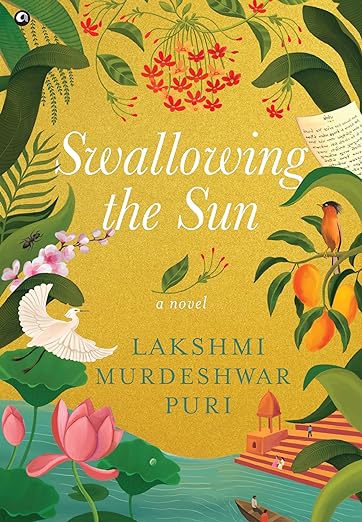 a
Swallowing
the Sun
a novel
LAKSHMI
MURDESHWAR
PURI